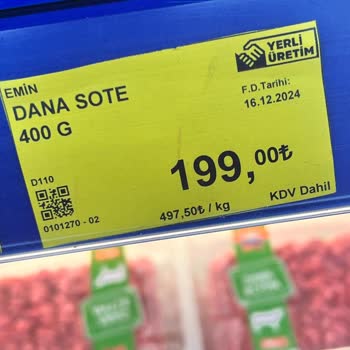 EMİN
DANA SOTE
400 G
YERLİ
ÜRETİM
F.D.Tarihi:
16.12.2024
D110
199,00₺
0101270 - 02
497,50₺ / kg
KDV Dahil